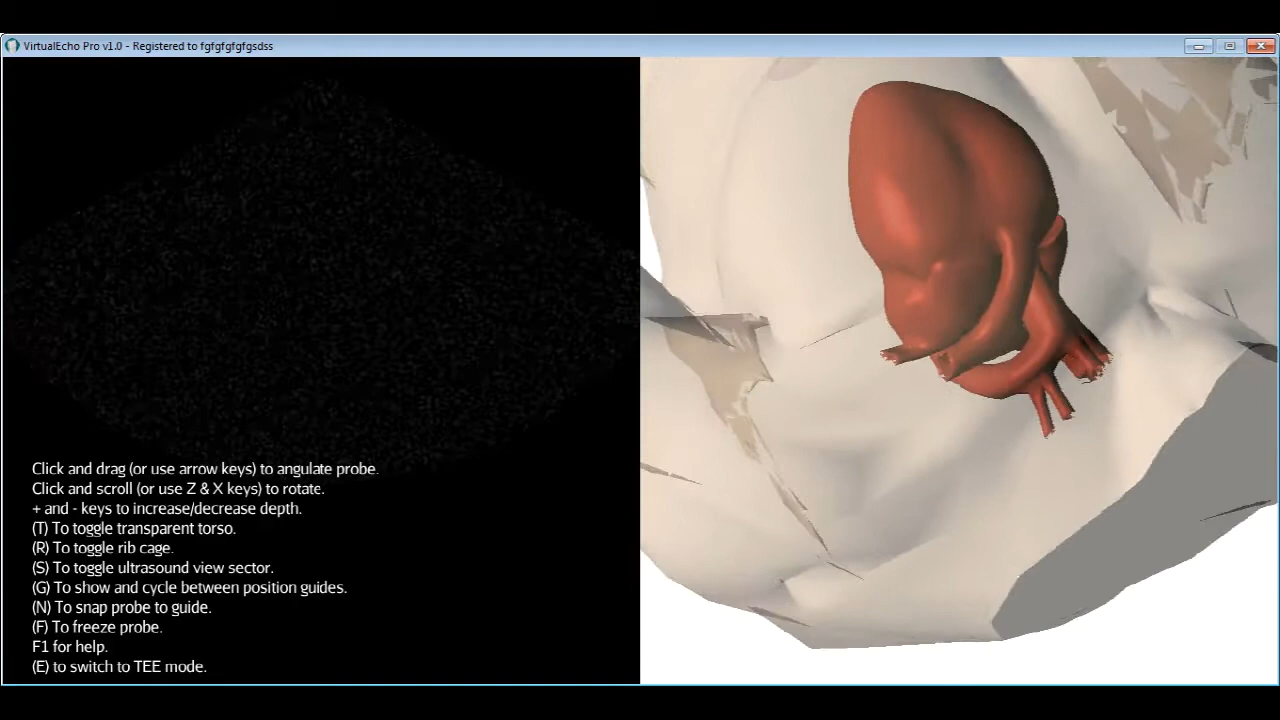 VirtualEcho Pro v1.0 - Registered to fgfgfgfgfgsdss
Click and drag (or use arrow keys) to angulate probe.
Click and scroll (or use Z & X keys) to rotate.
+ and - keys to increase/decrease depth.
(T) To toggle transparent torso.
(R) To toggle rib cage.
(S) To toggle ultrasound view sector.
(G) To show and cycle between position guides.
(N) To snap probe to guide.
(F) To freeze probe.
F1 for help.
(E) to switch to TEE mode.